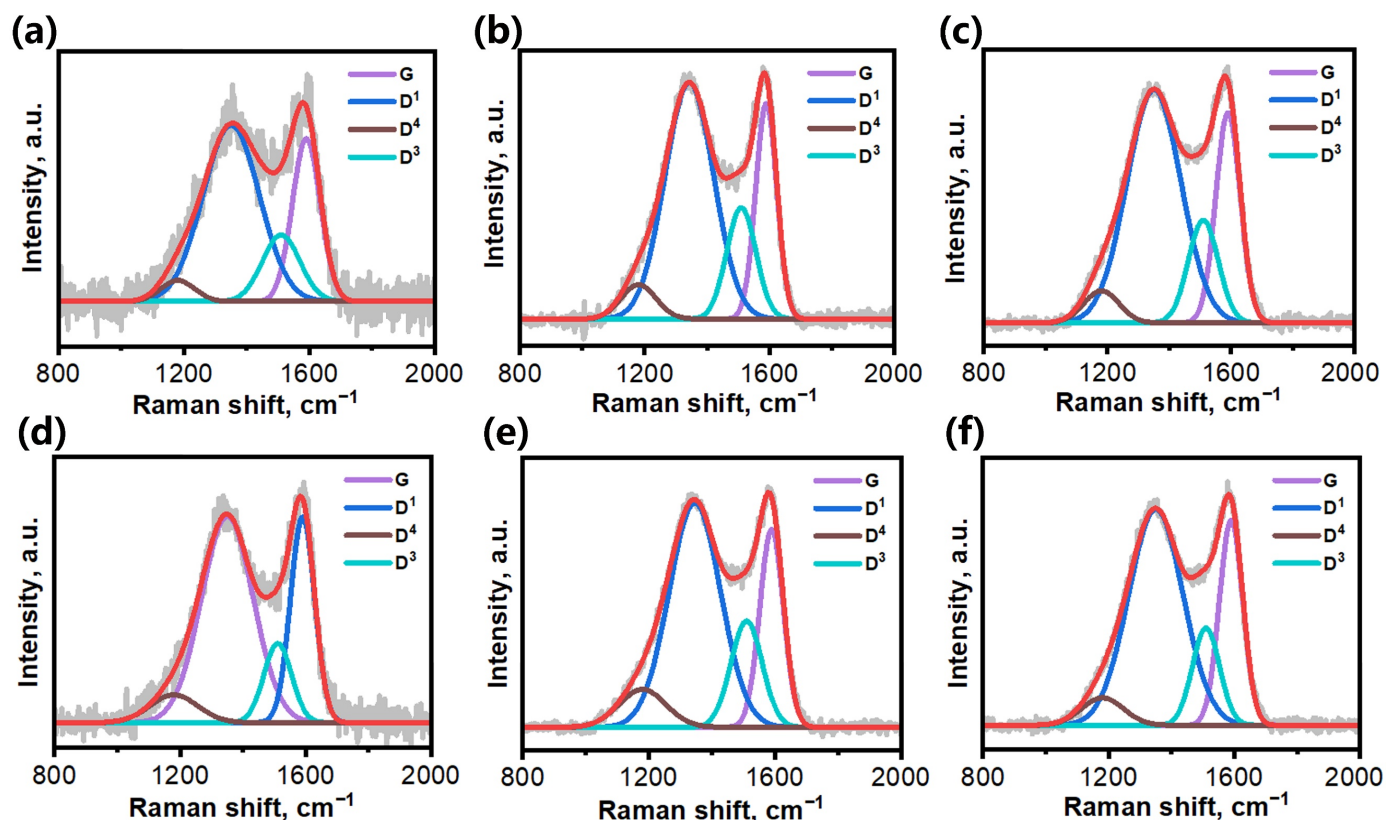 (a)
G
D¹
D⁴
D³
Intensity, a.u.
800 1200 1600 2000
Raman shift, cm⁻¹
(b)
G
D¹
D⁴
D³
Intensity, a.u.
800 1200 1600 2000
Raman shift, cm⁻¹
(c)
G
D¹
D⁴
D³
Intensity, a.u.
800 1200 1600 2000
Raman shift, cm⁻¹
(d)
G
D¹
D⁴
D³
Intensity, a.u.
800 1200 1600 2000
Raman shift, cm⁻¹
(e)
G
D¹
D⁴
D³
Intensity, a.u.
800 1200 1600 2000
Raman shift, cm⁻¹
(f)
G
D¹
D⁴
D³
Intensity, a.u.
800 1200 1600 2000
Raman shift, cm⁻¹